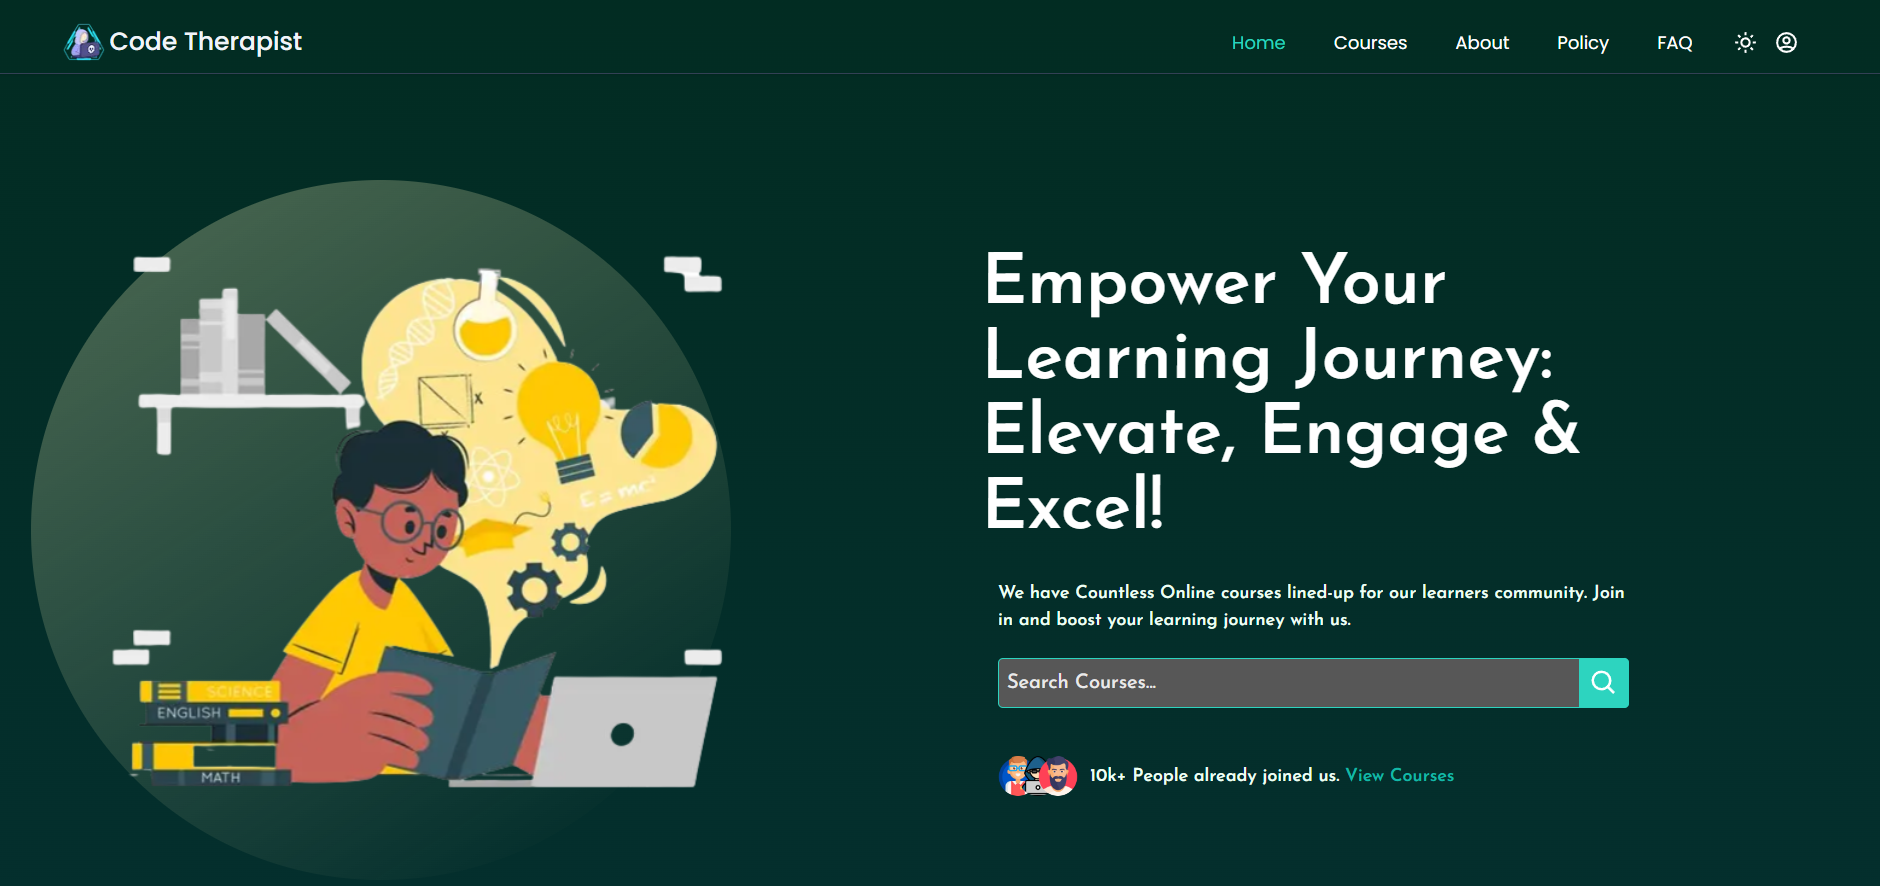 Code Therapist
Home Courses About Policy FAQ
Empower Your
Learning Journey:
Elevate, Engage &
Excel!
We have Countless Online courses lined-up for our learners community. Join
in and boost your learning journey with us.
Search Courses...
10k+ People already joined us. View Courses
x
E = mc²
SCIENCE
ENGLISH
MATH